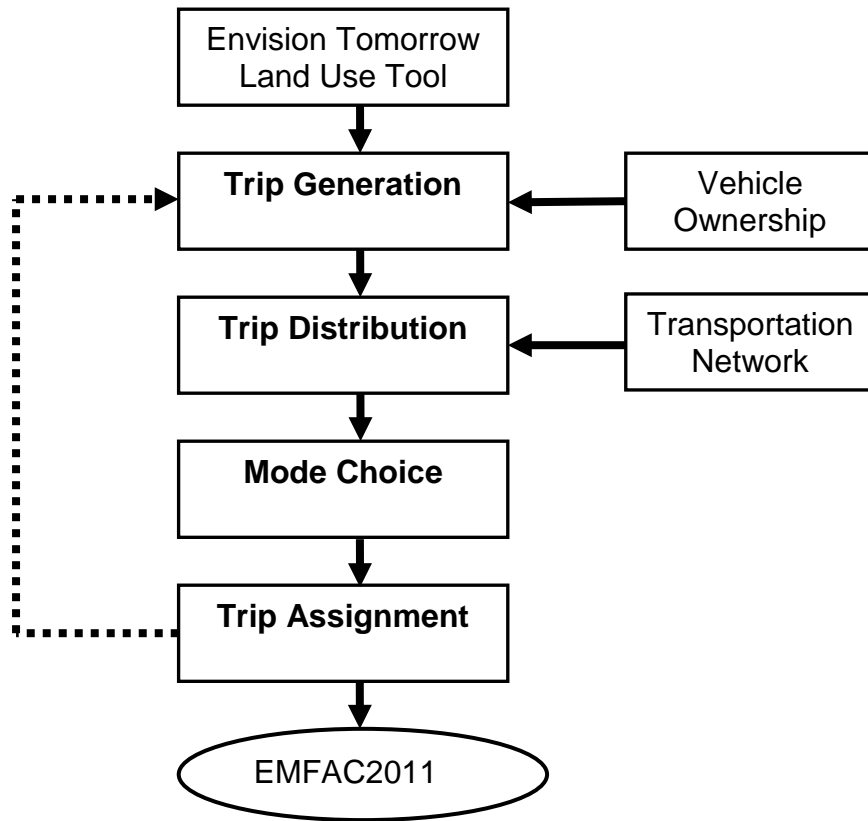 Envision Tomorrow
Land Use Tool
Trip Generation
Vehicle
Ownership
Trip Distribution
Transportation
Network
Mode Choice
Trip Assignment
EMFAC2011